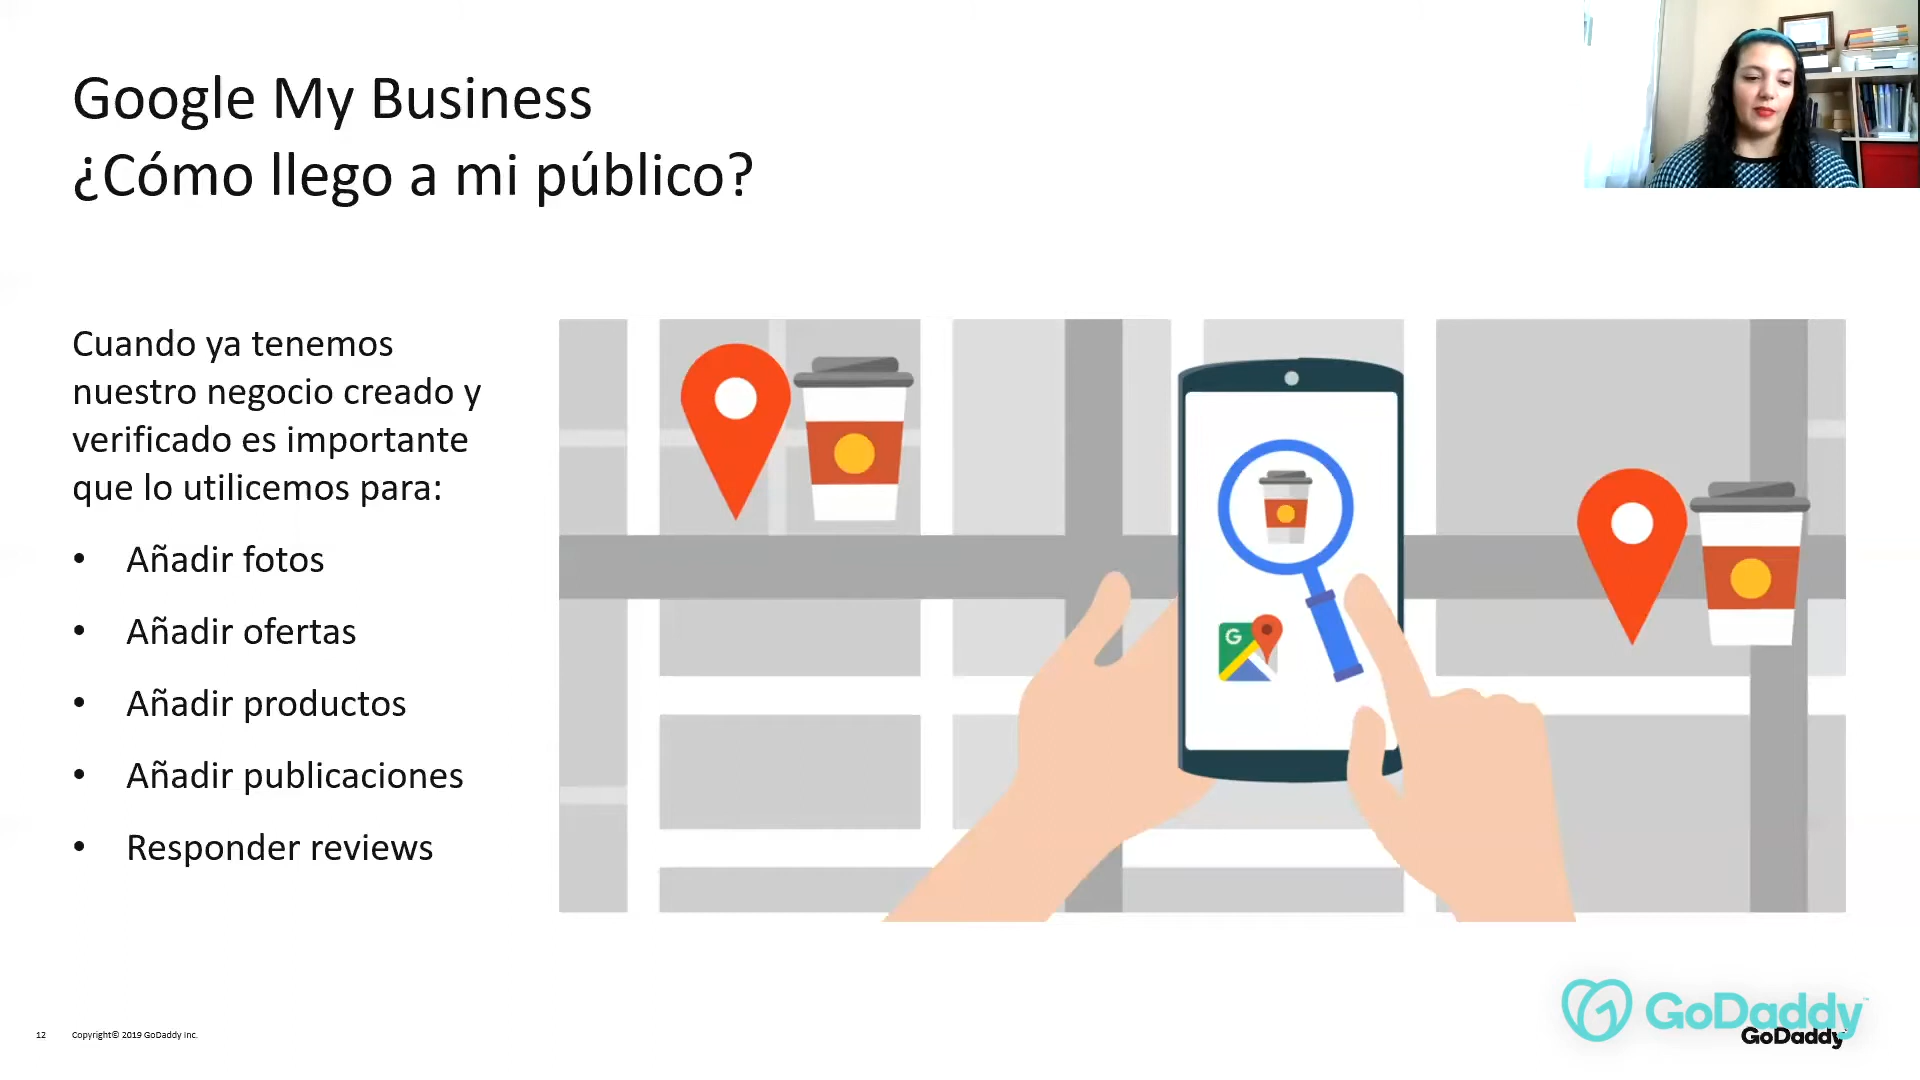 Google My Business
¿Cómo llego a mi público?
Cuando ya tenemos
nuestro negocio creado y
verificado es importante
que lo utilicemos para:
• Añadir fotos
• Añadir ofertas
• Añadir productos
• Añadir publicaciones
• Responder reviews
G
GoDaddy™
GoDaddy
12 Copyright© 2019 GoDaddy Inc.